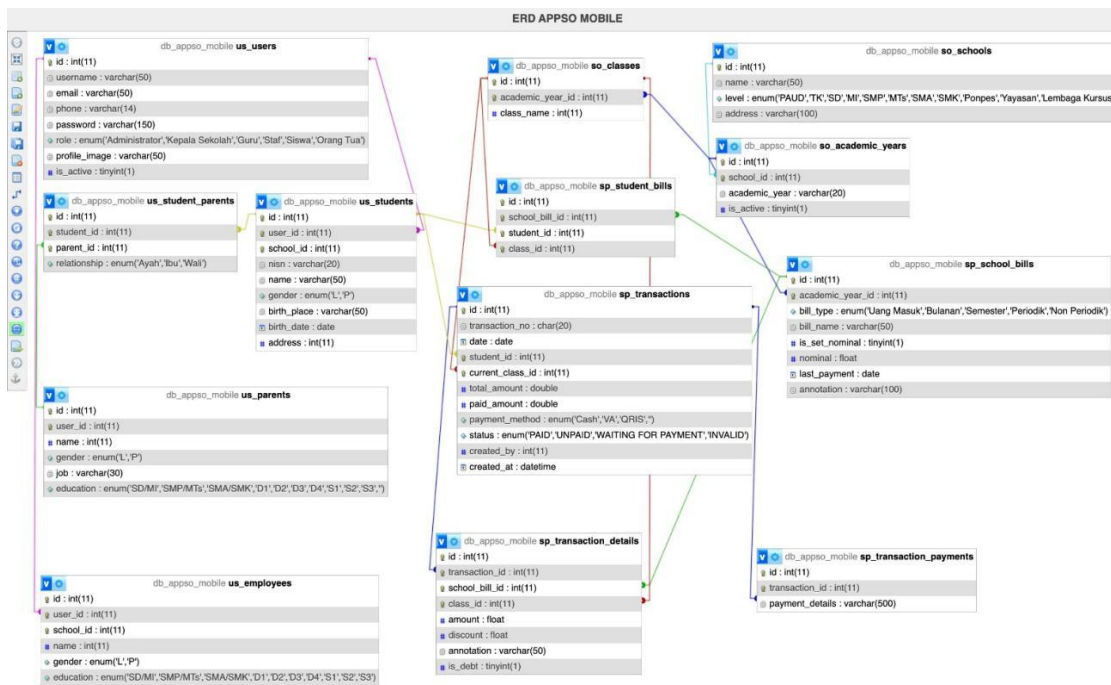 ERD APPSO MOBILE
db_appso_mobile us_users
id : int(11)
username : varchar(50)
email : varchar(50)
phone : varchar(14)
password : varchar(150)
role : enum('Administrator','Kepala Sekolah','Guru','Staf','Siswa','Orang Tua')
profile_image : varchar(50)
is_active : tinyint(1)
db_appso_mobile so_classes
id : int(11)
academic_year_id : int(11)
class_name : int(11)
db_appso_mobile so_schools
id : int(11)
name : varchar(50)
level : enum('PAUD','TK','SD','MI','SMP','MTs','SMA','SMK','Ponpes','Yayasan','Lembaga Kursus
address : varchar(100)
db_appso_mobile so_academic_years
id : int(11)
school_id : int(11)
academic_year : varchar(20)
is_active : tinyint(1)
db_appso_mobile us_student_parents
id : int(11)
student_id : int(11)
parent_id : int(11)
relationship : enum('Ayah','Ibu','Wali')
db_appso_mobile us_students
id : int(11)
user_id : int(11)
school_id : int(11)
nisn : varchar(20)
name : varchar(50)
gender : enum('L','P')
birth_place : varchar(50)
birth_date : date
address : int(11)
db_appso_mobile sp_student_bills
id : int(11)
school_bill_id : int(11)
student_id : int(11)
class_id : int(11)
db_appso_mobile sp_school_bills
id : int(11)
academic_year_id : int(11)
bill_type : enum('Uang Masuk','Bulanan','Semester','Periodik','Non Periodik')
bill_name : varchar(50)
is_set_nominal : tinyint(1)
nominal : float
last_payment : date
annotation : varchar(100)
db_appso_mobile sp_transactions
id : int(11)
transaction_no : char(20)
date : date
student_id : int(11)
current_class_id : int(11)
total_amount : double
paid_amount : double
payment_method : enum('Cash','VA','QRIS','')
status : enum('PAID','UNPAID','WAITING FOR PAYMENT','INVALID')
created_by : int(11)
created_at : datetime
db_appso_mobile us_parents
id : int(11)
user_id : int(11)
name : int(11)
gender : enum('L','P')
job : varchar(30)
education : enum('SD/MI','SMP/MTs','SMA/SMK','D1','D2','D3','D4','S1','S2','S3','')
db_appso_mobile sp_transaction_details
id : int(11)
transaction_id : int(11)
school_bill_id : int(11)
class_id : int(11)
amount : float
discount : float
annotation : varchar(50)
is_debt : tinyint(1)
db_appso_mobile sp_transaction_payments
id : int(11)
transaction_id : int(11)
payment_details : varchar(500)
db_appso_mobile us_employees
id : int(11)
user_id : int(11)
school_id : int(11)
name : int(11)
gender : enum('L','P')
education : enum('SD/MI','SMP/MTs','SMA/SMK','D1','D2','D3','D4','S1','S2','S3')